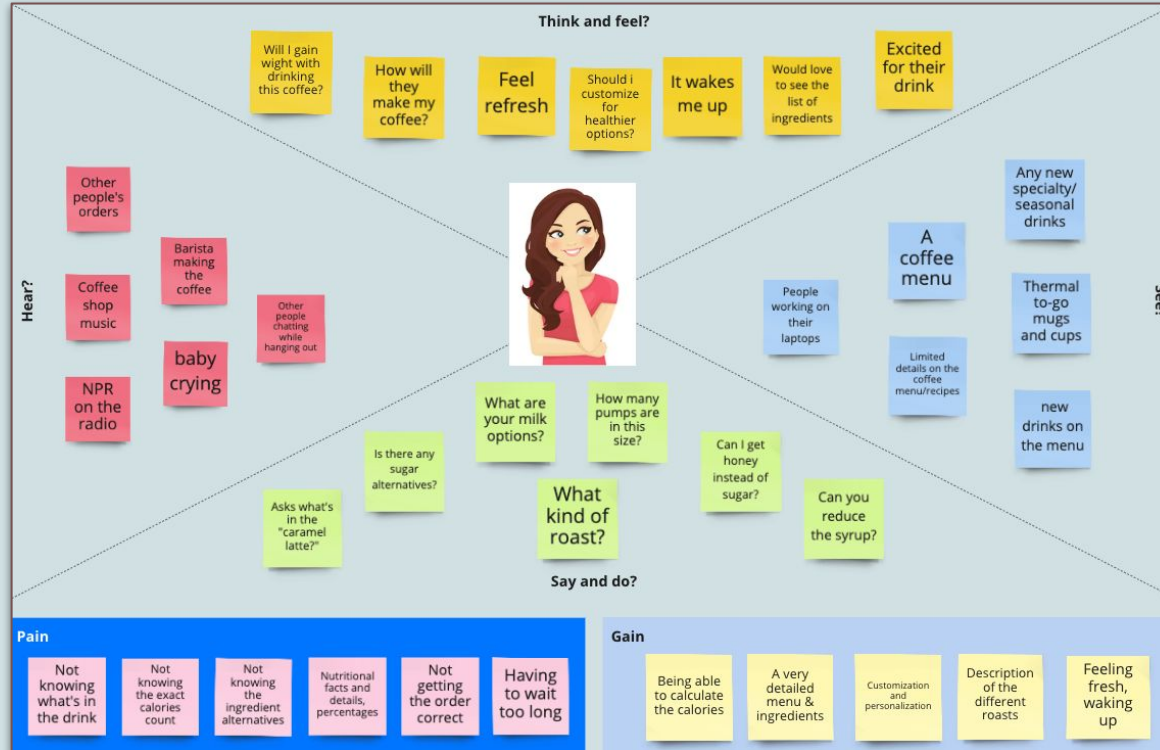 Think and feel?
Will I gain
wight with
drinking
this coffee?
How will
they
make my
coffee?
Feel
refresh
Should i
customize
for
healthier
options?
It wakes
me up
Would love
to see the
list of
ingredients
Excited
for their
drink
Hear?
Other
people's
orders
Barista
making
the
coffee
Coffee
shop
music
Other
people
chatting
while
hanging out
baby
crying
NPR
on the
radio
Any new
specialty/
seasonal
drinks
A
coffee
menu
People
working on
their
laptops
Thermal
to-go
mugs
and cups
Limited
details on the
coffee
menu/recipes
new
drinks on
the menu
What are
your milk
options?
How many
pumps are
in this
size?
Is there any
sugar
alternatives?
Can I get
honey
instead of
sugar?
Asks what's
in the
"caramel
latte?"
What
kind of
roast?
Can you
reduce
the syrup?
Say and do?
Pain
Not
knowing
what's in
the drink
Not
knowing
the exact
calories
count
Not
knowing
the
ingredient
alternatives
Nutritional
facts and
details,
percentages
Not
getting
the order
correct
Having
to wait
too long
Gain
Being able
to calculate
the calories
A very
detailed
menu &
ingredients
Customization
and
personalization
Description
of the
different
roasts
Feeling
fresh,
waking
up